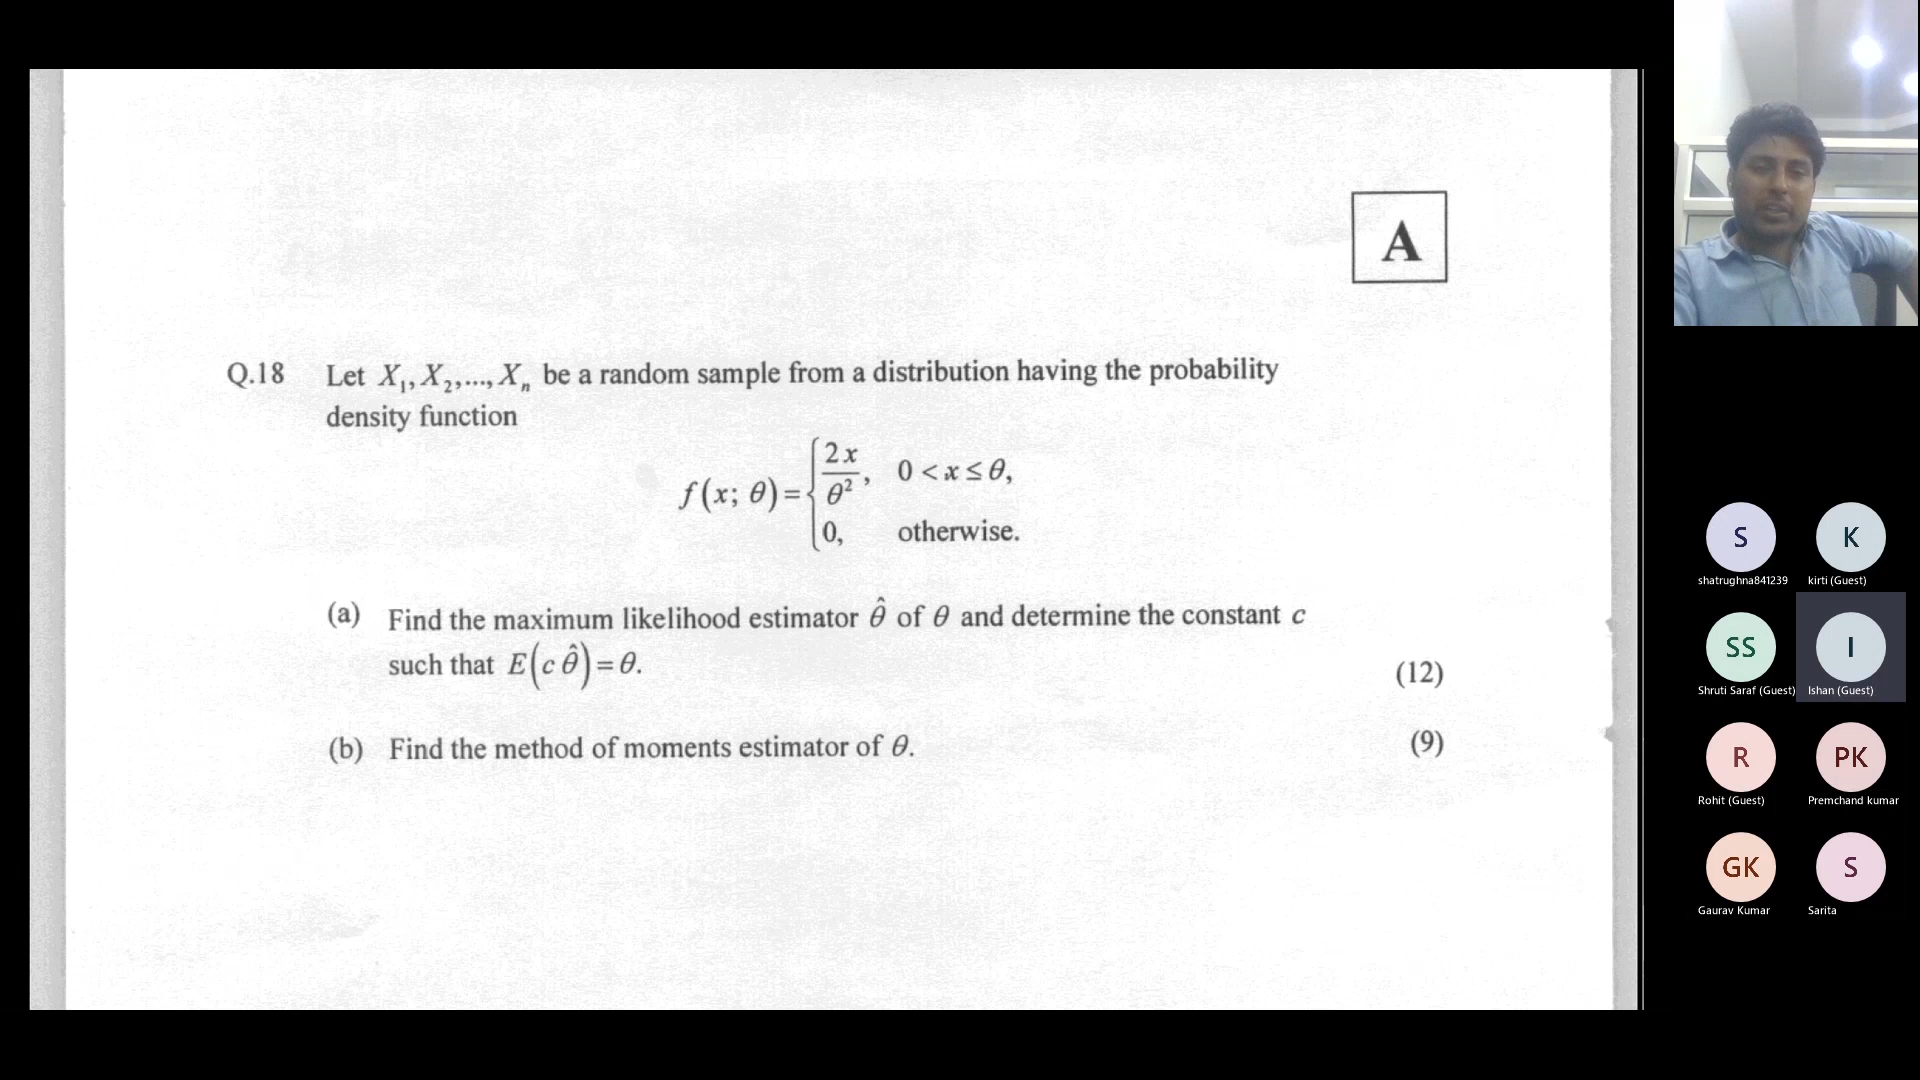 A
Q.18 Let X₁, X₂,..., Xₙ be a random sample from a distribution having the probability
density function
f(x; θ) = { 2x/θ², 0 < x ≤ θ,
0, otherwise.
(a) Find the maximum likelihood estimator θ̂ of θ and determine the constant c
such that E(c θ̂) = θ. (12)
(b) Find the method of moments estimator of θ. (9)
S K
shatrughna841239 kirti (Guest)
SS I
Shruti Saraf (Guest) Ishan (Guest)
R PK
Rohit (Guest) Premchand kumar
GK S
Gaurav Kumar Sarita